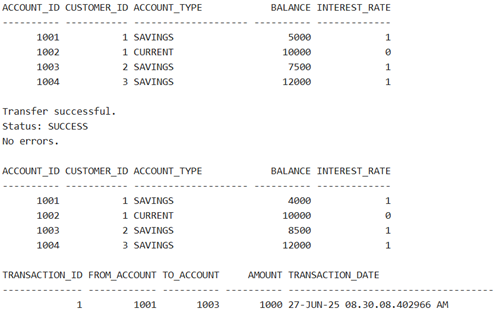 ACCOUNT_ID CUSTOMER_ID ACCOUNT_TYPE            BALANCE INTEREST_RATE
---------- ----------- -------------------- ---------- -------------
      1001           1 SAVINGS                    5000             1
      1002           1 CURRENT                   10000             0
      1003           2 SAVINGS                    7500             1
      1004           3 SAVINGS                   12000             1
Transfer successful.
Status: SUCCESS
No errors.
ACCOUNT_ID CUSTOMER_ID ACCOUNT_TYPE            BALANCE INTEREST_RATE
---------- ----------- -------------------- ---------- -------------
      1001           1 SAVINGS                    4000             1
      1002           1 CURRENT                   10000             0
      1003           2 SAVINGS                    8500             1
      1004           3 SAVINGS                   12000             1
TRANSACTION_ID FROM_ACCOUNT TO_ACCOUNT     AMOUNT TRANSACTION_DATE
-------------- ------------ ---------- ---------- --------------------------------
             1         1001       1003       1000 27-JUN-25 08.30.08.402966 AM